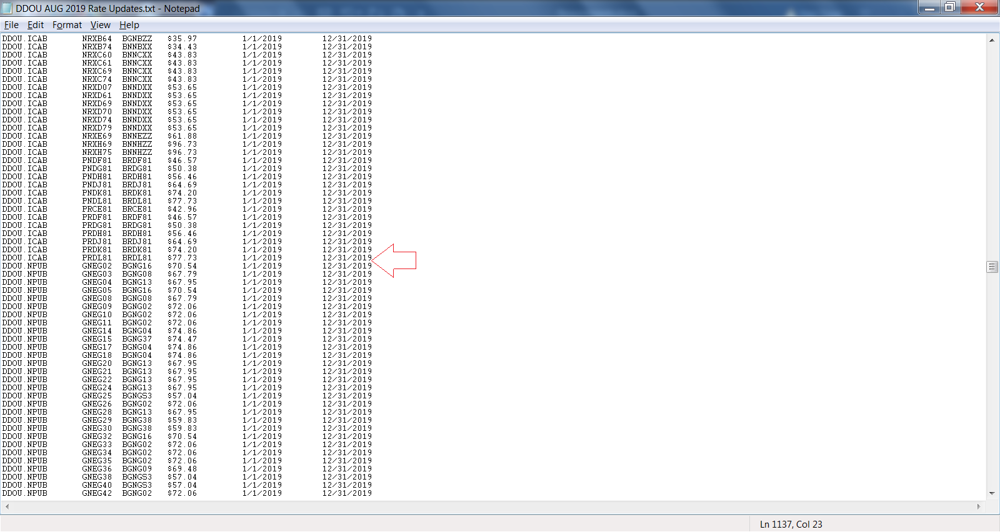 DDOU AUG 2019 Rate Updates.txt - Notepad
File Edit Format View Help
DDOU.ICAB NRXB64 BGNBZZ $35.97 1/1/2019 12/31/2019
DDOU.ICAB NRXB74 BNNBXX $34.43 1/1/2019 12/31/2019
DDOU.ICAB NRXC60 BNNCXX $43.83 1/1/2019 12/31/2019
DDOU.ICAB NRXC61 BNNCXX $43.83 1/1/2019 12/31/2019
DDOU.ICAB NRXC69 BNNCXX $43.83 1/1/2019 12/31/2019
DDOU.ICAB NRXC74 BNNCXX $43.83 1/1/2019 12/31/2019
DDOU.ICAB NRXD07 BNNDXX $53.65 1/1/2019 12/31/2019
DDOU.ICAB NRXD61 BNNDXX $53.65 1/1/2019 12/31/2019
DDOU.ICAB NRXD69 BNNDXX $53.65 1/1/2019 12/31/2019
DDOU.ICAB NRXD70 BNNDXX $53.65 1/1/2019 12/31/2019
DDOU.ICAB NRXD74 BNNDXX $53.65 1/1/2019 12/31/2019
DDOU.ICAB NRXD79 BNNDXX $53.65 1/1/2019 12/31/2019
DDOU.ICAB NRXE69 BNNEZZ $61.88 1/1/2019 12/31/2019
DDOU.ICAB NRXH69 BNNHZZ $96.73 1/1/2019 12/31/2019
DDOU.ICAB NRXH75 BNNHZZ $96.73 1/1/2019 12/31/2019
DDOU.ICAB PNDF81 BRDF81 $46.57 1/1/2019 12/31/2019
DDOU.ICAB PNDG81 BRDG81 $50.38 1/1/2019 12/31/2019
DDOU.ICAB PNDH81 BRDH81 $56.46 1/1/2019 12/31/2019
DDOU.ICAB PNDJ81 BRDJ81 $64.69 1/1/2019 12/31/2019
DDOU.ICAB PNDK81 BRDK81 $74.20 1/1/2019 12/31/2019
DDOU.ICAB PNDL81 BRDL81 $77.73 1/1/2019 12/31/2019
DDOU.ICAB PRCE81 BRCE81 $42.96 1/1/2019 12/31/2019
DDOU.ICAB PRDF81 BRDF81 $46.57 1/1/2019 12/31/2019
DDOU.ICAB PRDG81 BRDG81 $50.38 1/1/2019 12/31/2019
DDOU.ICAB PRDH81 BRDH81 $56.46 1/1/2019 12/31/2019
DDOU.ICAB PRDJ81 BRDJ81 $64.69 1/1/2019 12/31/2019
DDOU.ICAB PRDK81 BRDK81 $74.20 1/1/2019 12/31/2019
DDOU.ICAB PRDL81 BRDL81 $77.73 1/1/2019 12/31/2019
DDOU.NPUB GNEG02 BGNG16 $70.54 1/1/2019 12/31/2019
DDOU.NPUB GNEG03 BGNG08 $67.79 1/1/2019 12/31/2019
DDOU.NPUB GNEG04 BGNG13 $67.95 1/1/2019 12/31/2019
DDOU.NPUB GNEG05 BGNG16 $70.54 1/1/2019 12/31/2019
DDOU.NPUB GNEG08 BGNG08 $67.79 1/1/2019 12/31/2019
DDOU.NPUB GNEG09 BGNG02 $72.06 1/1/2019 12/31/2019
DDOU.NPUB GNEG10 BGNG02 $72.06 1/1/2019 12/31/2019
DDOU.NPUB GNEG11 BGNG02 $72.06 1/1/2019 12/31/2019
DDOU.NPUB GNEG14 BGNG04 $74.86 1/1/2019 12/31/2019
DDOU.NPUB GNEG15 BGNG37 $74.47 1/1/2019 12/31/2019
DDOU.NPUB GNEG17 BGNG04 $74.86 1/1/2019 12/31/2019
DDOU.NPUB GNEG18 BGNG04 $74.86 1/1/2019 12/31/2019
DDOU.NPUB GNEG20 BGNG13 $67.95 1/1/2019 12/31/2019
DDOU.NPUB GNEG21 BGNG13 $67.95 1/1/2019 12/31/2019
DDOU.NPUB GNEG22 BGNG13 $67.95 1/1/2019 12/31/2019
DDOU.NPUB GNEG24 BGNG13 $67.95 1/1/2019 12/31/2019
DDOU.NPUB GNEG25 BGNGS3 $57.04 1/1/2019 12/31/2019
DDOU.NPUB GNEG26 BGNG02 $72.06 1/1/2019 12/31/2019
DDOU.NPUB GNEG28 BGNG13 $67.95 1/1/2019 12/31/2019
DDOU.NPUB GNEG29 BGNG38 $59.83 1/1/2019 12/31/2019
DDOU.NPUB GNEG30 BGNG38 $59.83 1/1/2019 12/31/2019
DDOU.NPUB GNEG32 BGNG16 $70.54 1/1/2019 12/31/2019
DDOU.NPUB GNEG33 BGNG02 $72.06 1/1/2019 12/31/2019
DDOU.NPUB GNEG34 BGNG02 $72.06 1/1/2019 12/31/2019
DDOU.NPUB GNEG35 BGNG02 $72.06 1/1/2019 12/31/2019
DDOU.NPUB GNEG36 BGNG09 $69.48 1/1/2019 12/31/2019
DDOU.NPUB GNEG38 BGNGS3 $57.04 1/1/2019 12/31/2019
DDOU.NPUB GNEG40 BGNGS3 $57.04 1/1/2019 12/31/2019
DDOU.NPUB GNEG42 BGNG02 $72.06 1/1/2019 12/31/2019
Ln 1137, Col 23